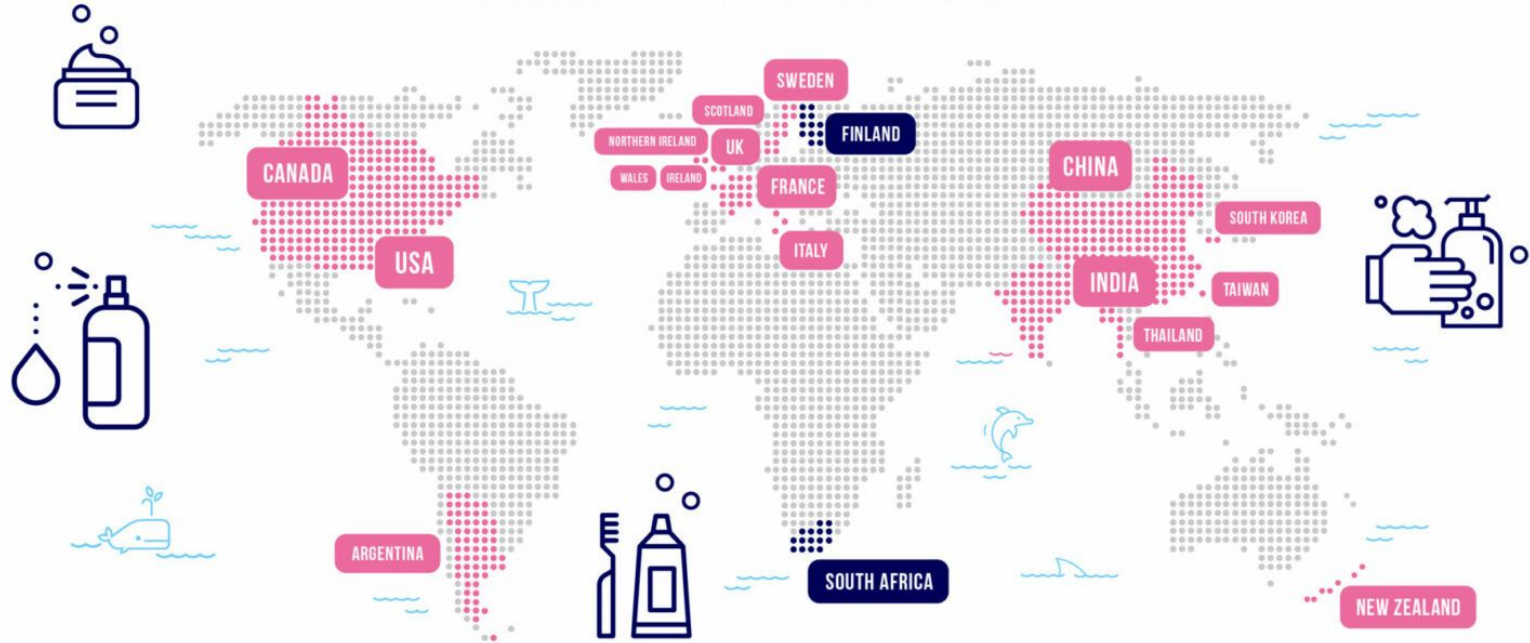 SWEDEN
SCOTLAND
FINLAND
NORTHERN IRELAND
UK
CHINA
CANADA
WALES
IRELAND
FRANCE
SOUTH KOREA
ITALY
USA
INDIA
TAIWAN
THAILAND
ARGENTINA
SOUTH AFRICA
NEW ZEALAND